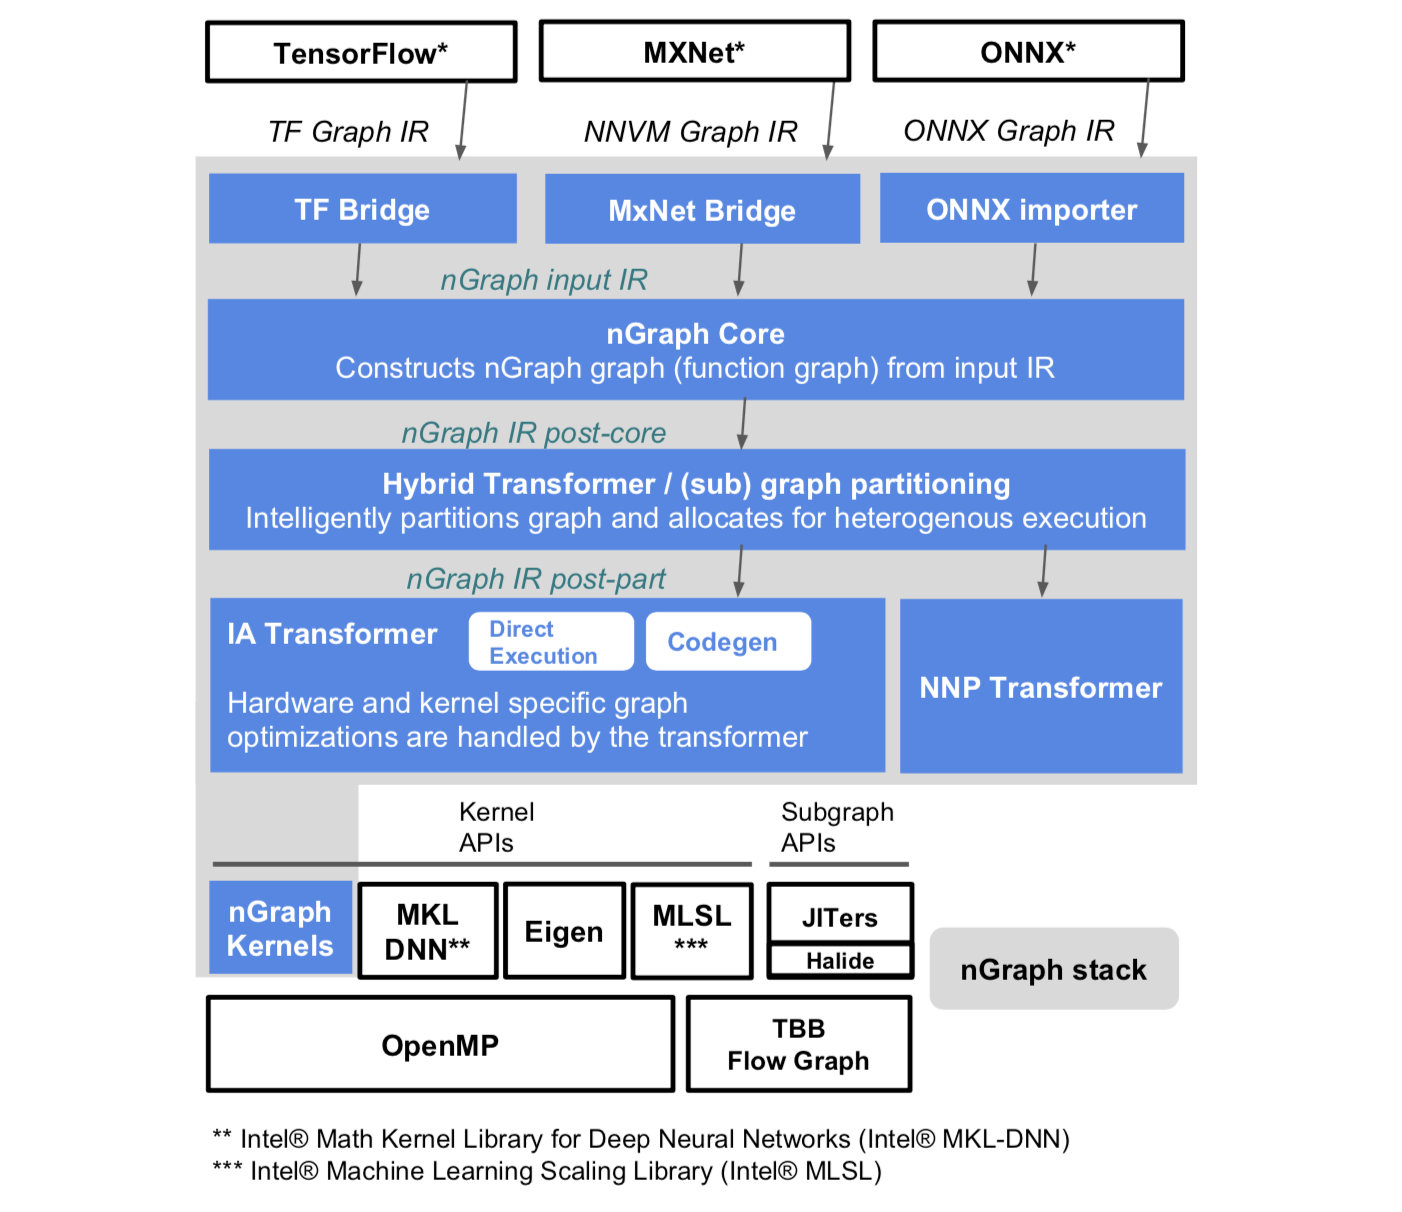 TensorFlow*
MXNet*
ONNX*
TF Graph IR
NNVM Graph IR
ONNX Graph IR
TF Bridge
MxNet Bridge
ONNX importer
nGraph input IR
nGraph Core
Constructs nGraph graph (function graph) from input IR
nGraph IR post-core
Hybrid Transformer / (sub) graph partitioning
Intelligently partitions graph and allocates for heterogenous execution
nGraph IR post-part
IA Transformer
Direct
Execution
Codegen
Hardware and kernel specific graph
optimizations are handled by the transformer
NNP Transformer
Kernel
APIs
Subgraph
APIs
nGraph
Kernels
MKL
DNN**
Eigen
MLSL
***
JITers
Halide
nGraph stack
OpenMP
TBB
Flow Graph
** Intel® Math Kernel Library for Deep Neural Networks (Intel® MKL-DNN)
*** Intel® Machine Learning Scaling Library (Intel® MLSL)